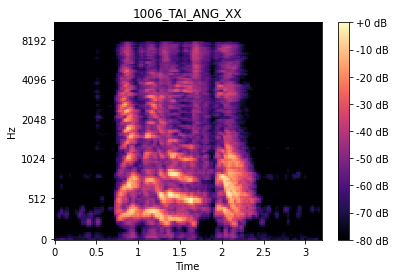 1006_TAI_ANG_XX
+0 dB
8192
-10 dB
4096
-20 dB
-30 dB
2048
Hz
-40 dB
1024
-50 dB
512
-60 dB
-70 dB
0
-80 dB
0 0.5 1 1.5 2 2.5 3
Time